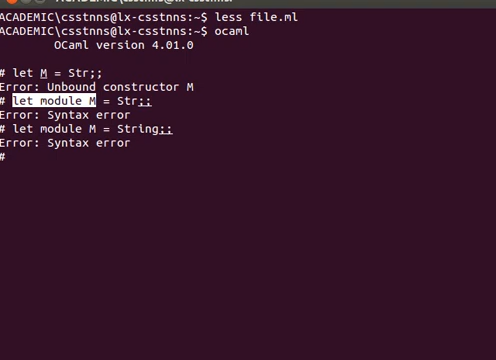 ACADEMIC\csstnns@lx-csstnns:~$ less file.ml
ACADEMIC\csstnns@lx-csstnns:~$ ocaml
        OCaml version 4.01.0
# let M = Str;;
Error: Unbound constructor M
# let module M = Str;;
Error: Syntax error
# let module M = String;;
Error: Syntax error
#